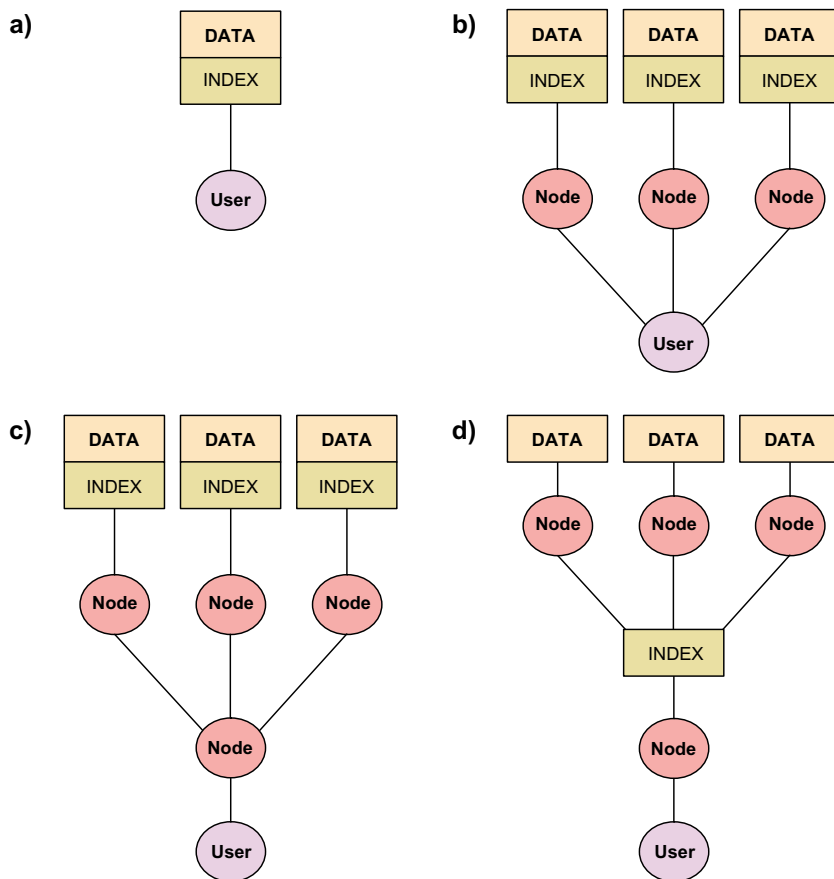 a)
DATA
INDEX
User
b)
DATA DATA DATA
INDEX INDEX INDEX
Node Node Node
User
c)
DATA DATA DATA
INDEX INDEX INDEX
Node Node Node
Node
User
d)
DATA DATA DATA
Node Node Node
INDEX
Node
User